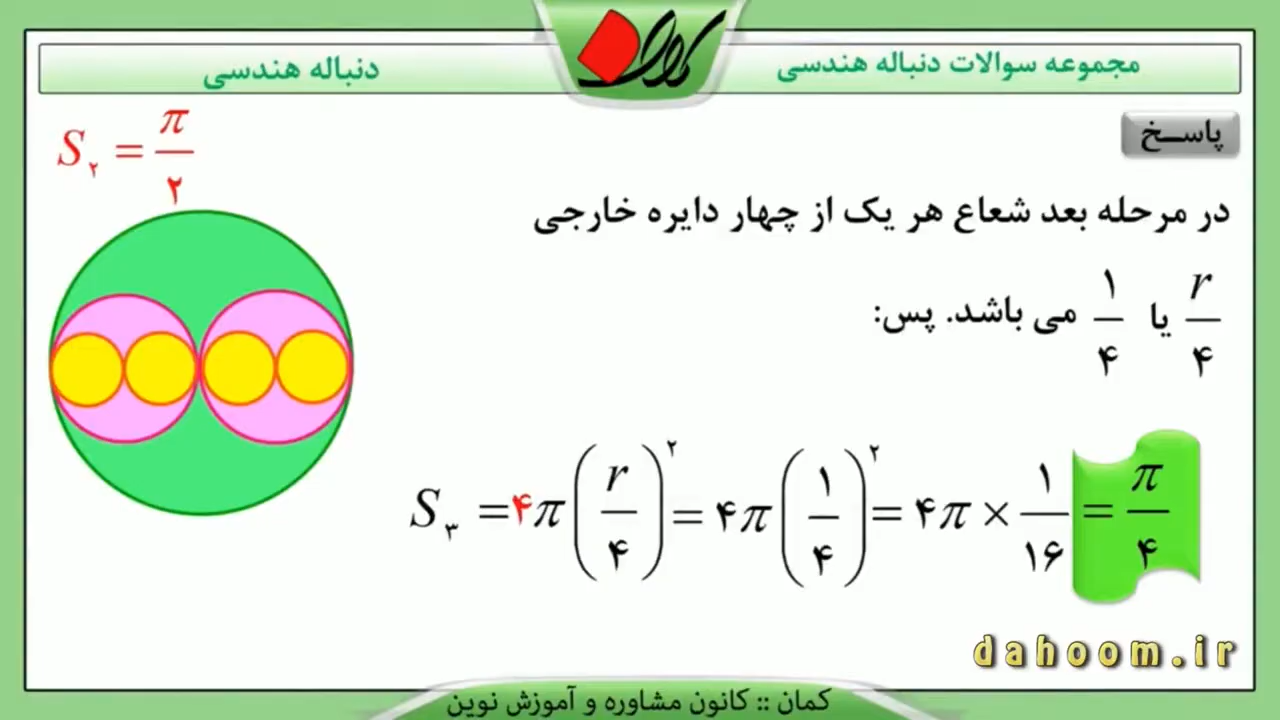 مجموعه سوالات دنباله هندسی
کمان
دنباله هندسی
پاســخ
S۲ = π/۲
در مرحله بعد شعاع هر یک از چهار دایره خارجی
r/۴ یا ۱/۴ می باشد. پس:
S۳ = ۴π(r/۴)۲ = ۴π(۱/۴)۲ = ۴π × ۱/۱۶ = π/۴
dahoom.ir
کمان :: کانون مشاوره و آموزش نوین